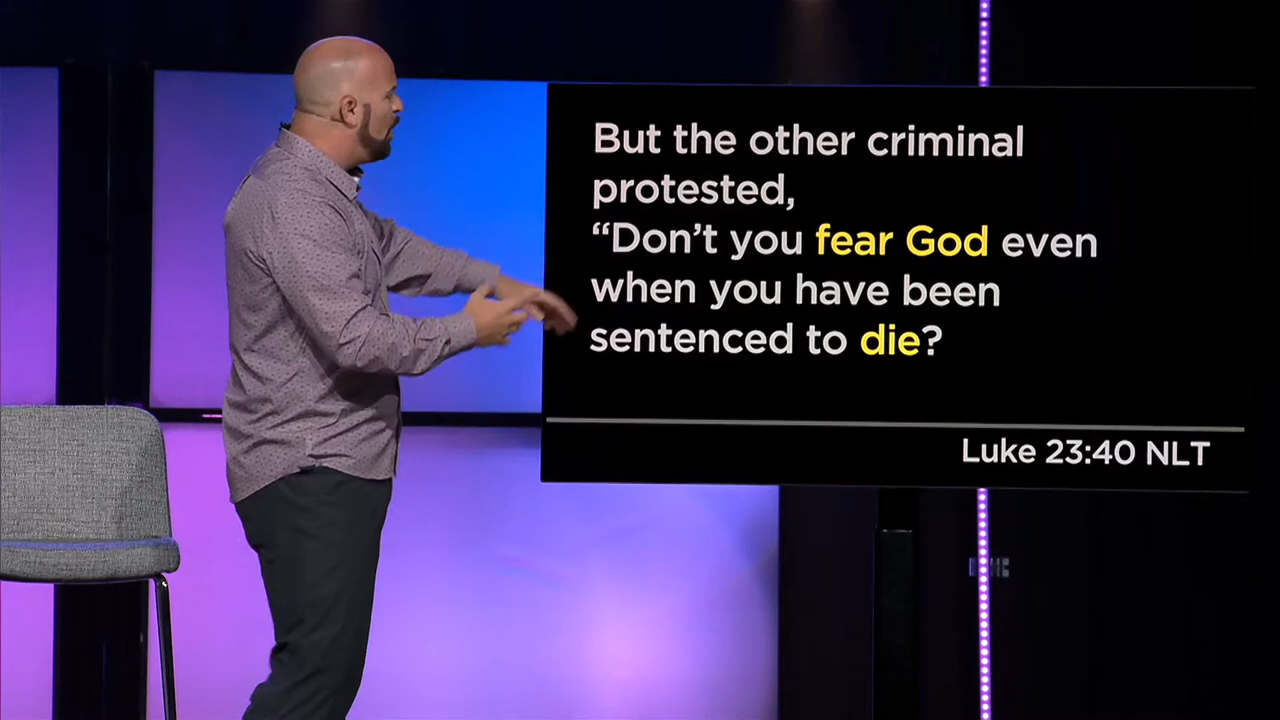 But the other criminal
protested,
“Don’t you fear God even
when you have been
sentenced to die?
Luke 23:40 NLT